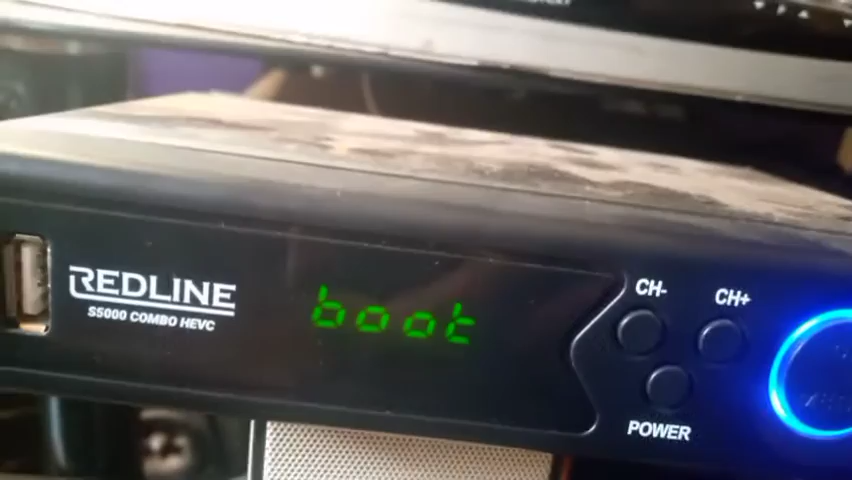 REDLINE
S5000 COMBO HEVC
boot
CH-
CH+
POWER